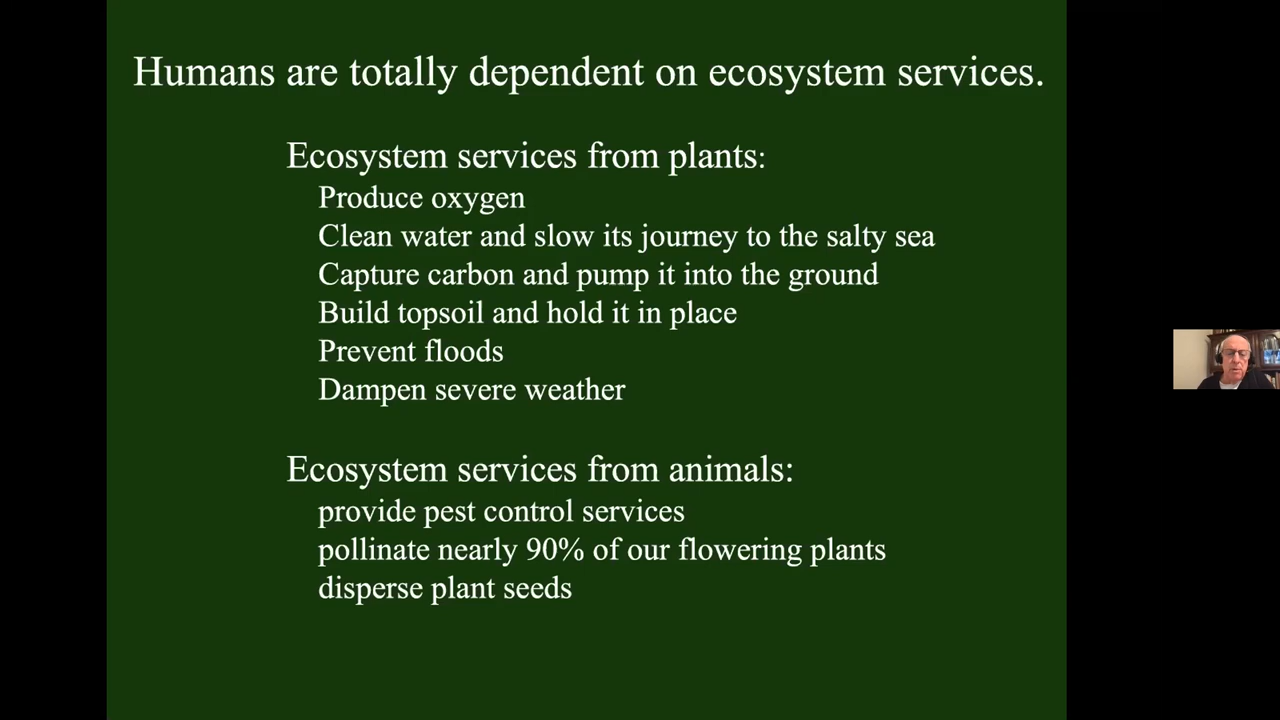 Humans are totally dependent on ecosystem services.
Ecosystem services from plants:
Produce oxygen
Clean water and slow its journey to the salty sea
Capture carbon and pump it into the ground
Build topsoil and hold it in place
Prevent floods
Dampen severe weather
Ecosystem services from animals:
provide pest control services
pollinate nearly 90% of our flowering plants
disperse plant seeds